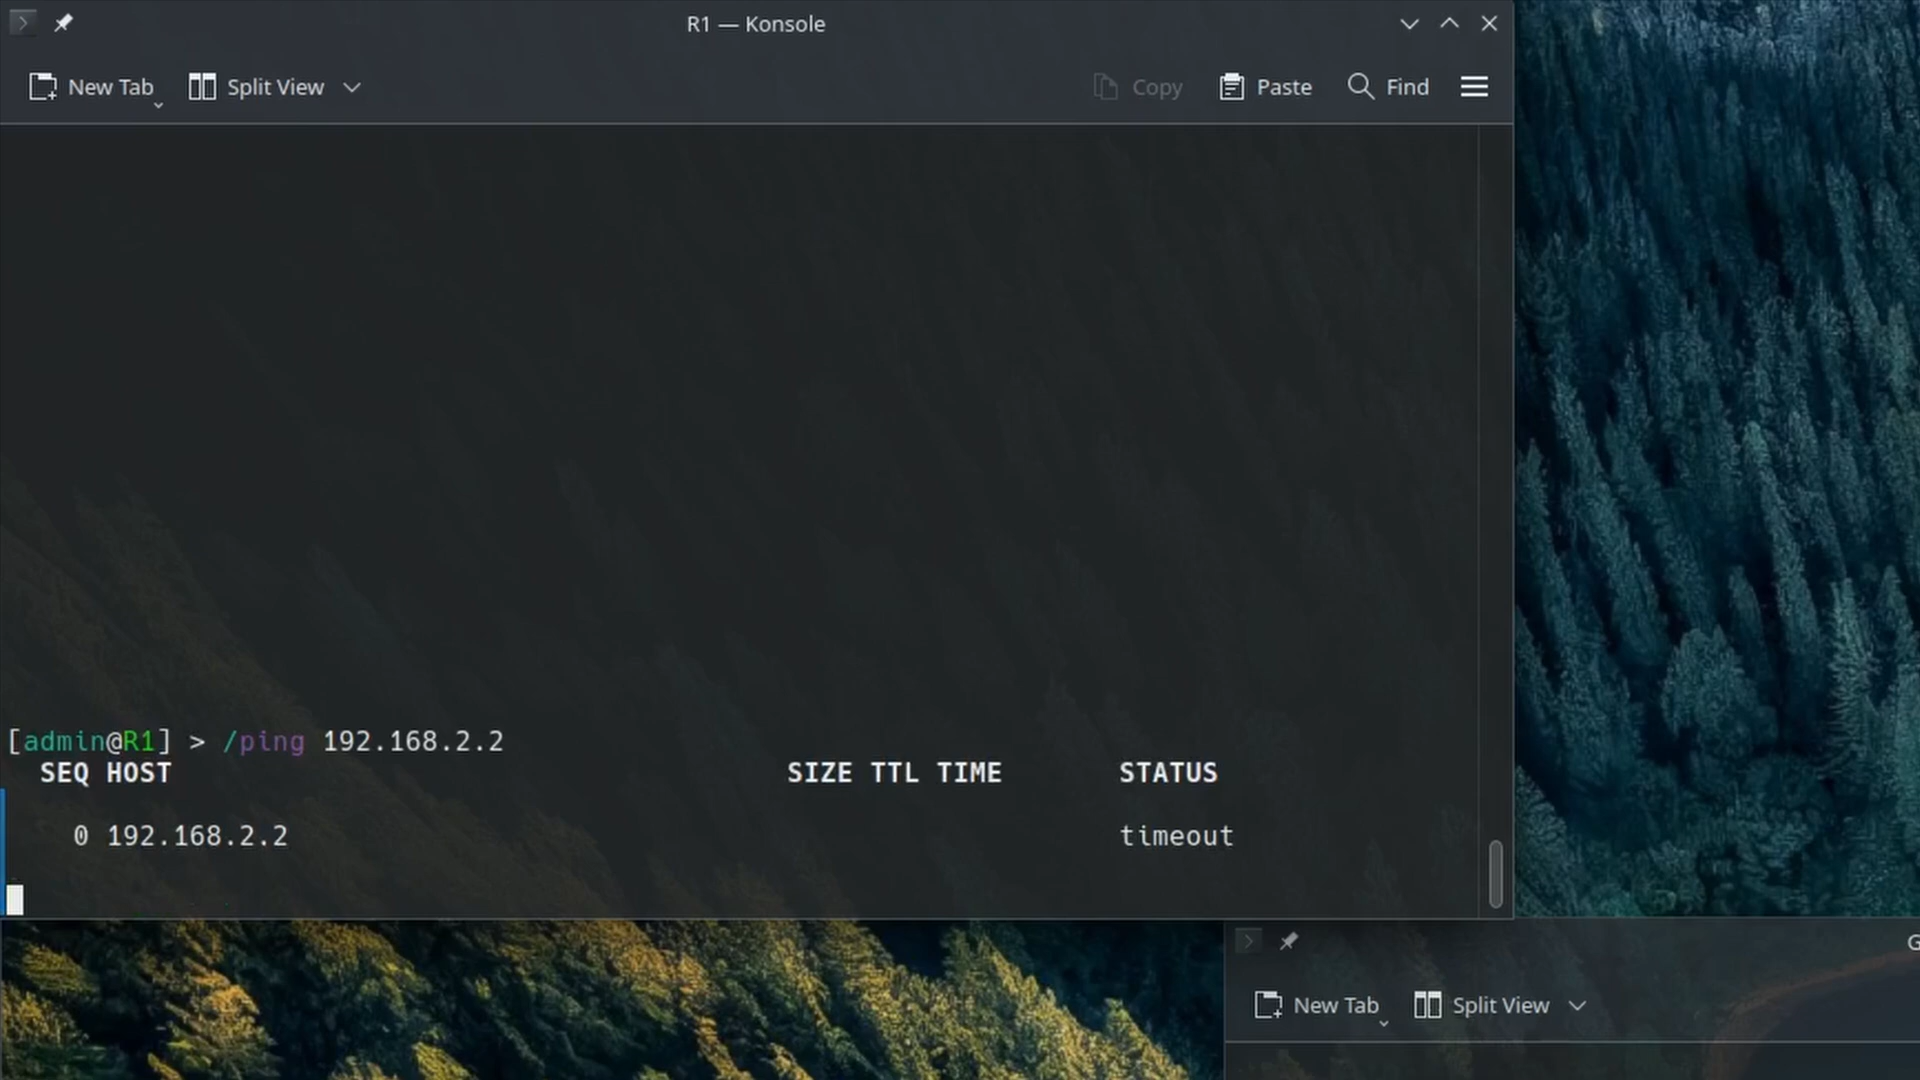 R1 — Konsole
New Tab Split View Copy Paste Find
[admin@R1] > /ping 192.168.2.2
SEQ HOST SIZE TTL TIME STATUS
0 192.168.2.2 timeout
G
New Tab Split View